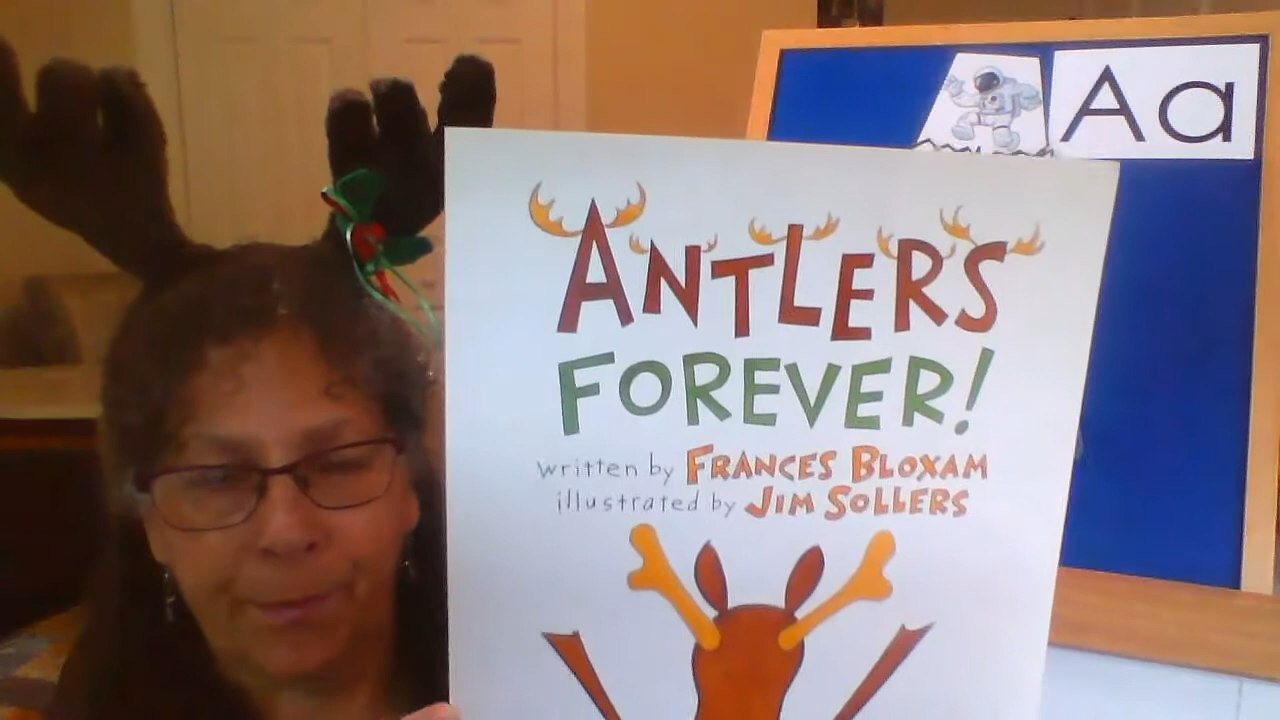 Aa
ANTLERS
FOREVER!
written by FRANCES BLOXAM
illustrated by JIM SOLLERS